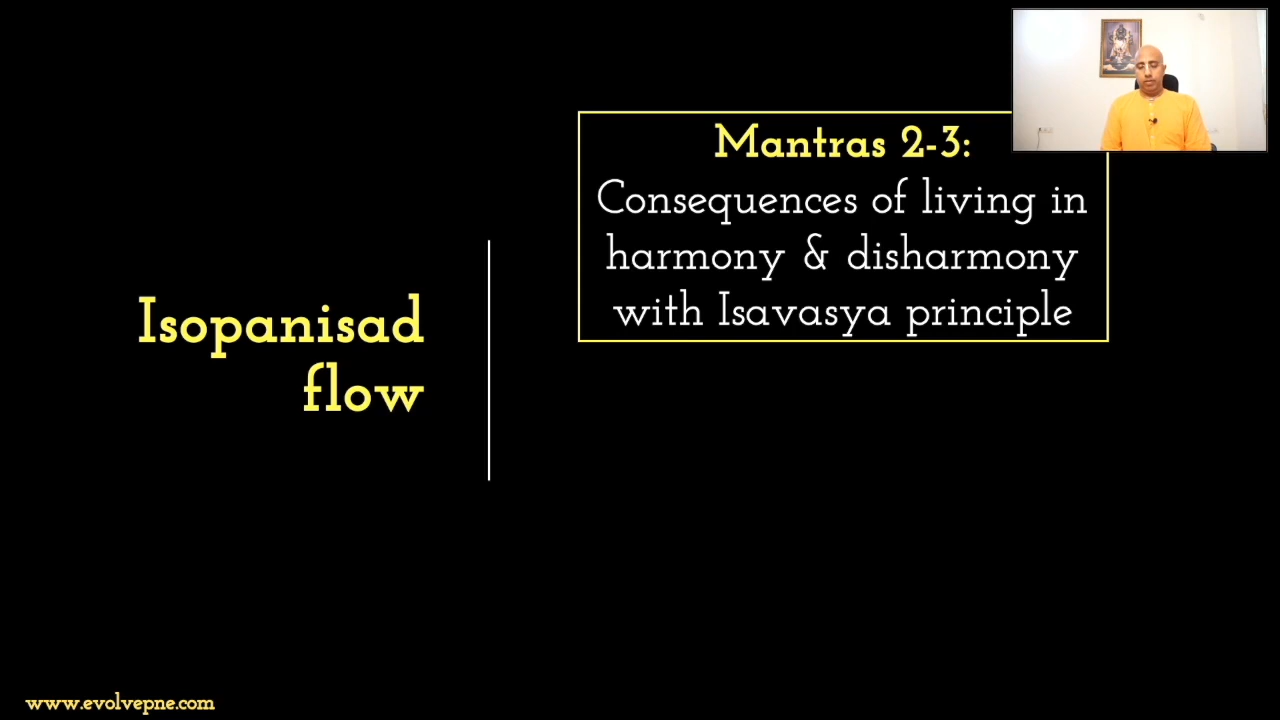 Isopanisad
flow
Mantras 2-3:
Consequences of living in
harmony & disharmony
with Isavasya principle
www.evolvepne.com